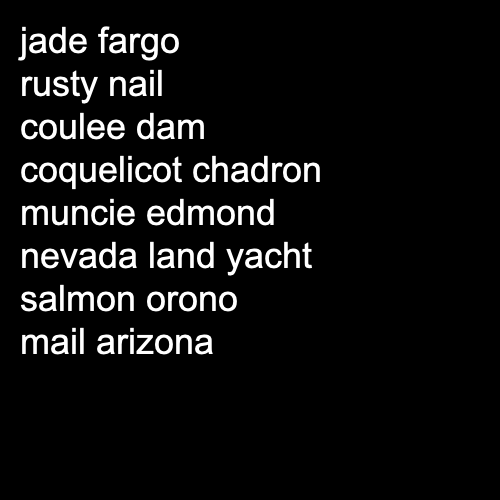 jade fargo
rusty nail
coulee dam
coquelicot chadron
muncie edmond
nevada land yacht
salmon orono
mail arizona